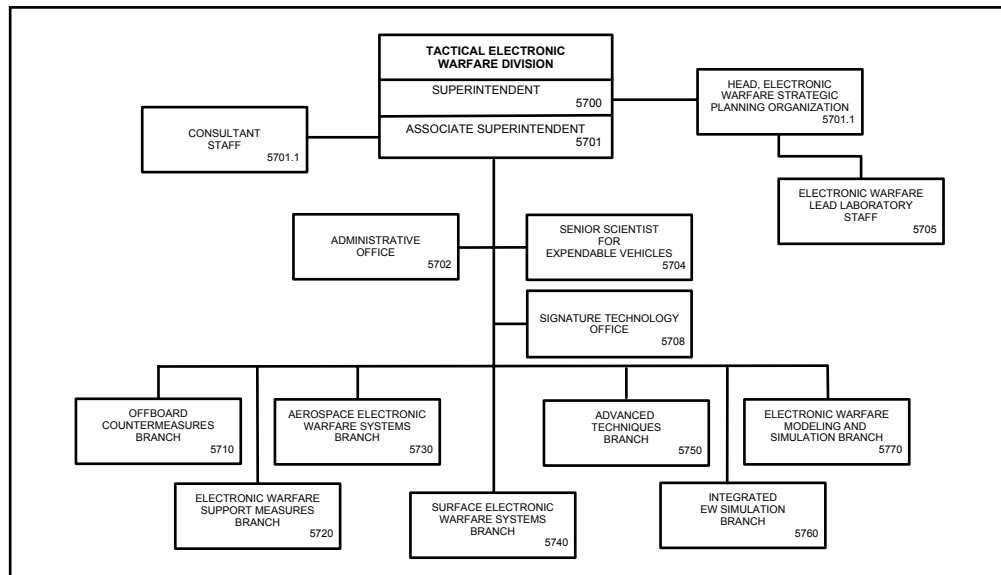 TACTICAL ELECTRONIC
WARFARE DIVISION
SUPERINTENDENT
5700
ASSOCIATE SUPERINTENDENT
5701
HEAD, ELECTRONIC
WARFARE STRATEGIC
PLANNING ORGANIZATION
5701.1
CONSULTANT
STAFF
5701.1
ELECTRONIC WARFARE
LEAD LABORATORY
STAFF
5705
ADMINISTRATIVE
OFFICE
5702
SENIOR SCIENTIST
FOR
EXPENDABLE VEHICLES
5704
SIGNATURE TECHNOLOGY
OFFICE
5708
OFFBOARD
COUNTERMEASURES
BRANCH
5710
AEROSPACE ELECTRONIC
WARFARE SYSTEMS
BRANCH
5730
ADVANCED
TECHNIQUES
BRANCH
5750
ELECTRONIC WARFARE
MODELING AND
SIMULATION BRANCH
5770
ELECTRONIC WARFARE
SUPPORT MEASURES
BRANCH
5720
SURFACE ELECTRONIC
WARFARE SYSTEMS
BRANCH
5740
INTEGRATED
EW SIMULATION
BRANCH
5760